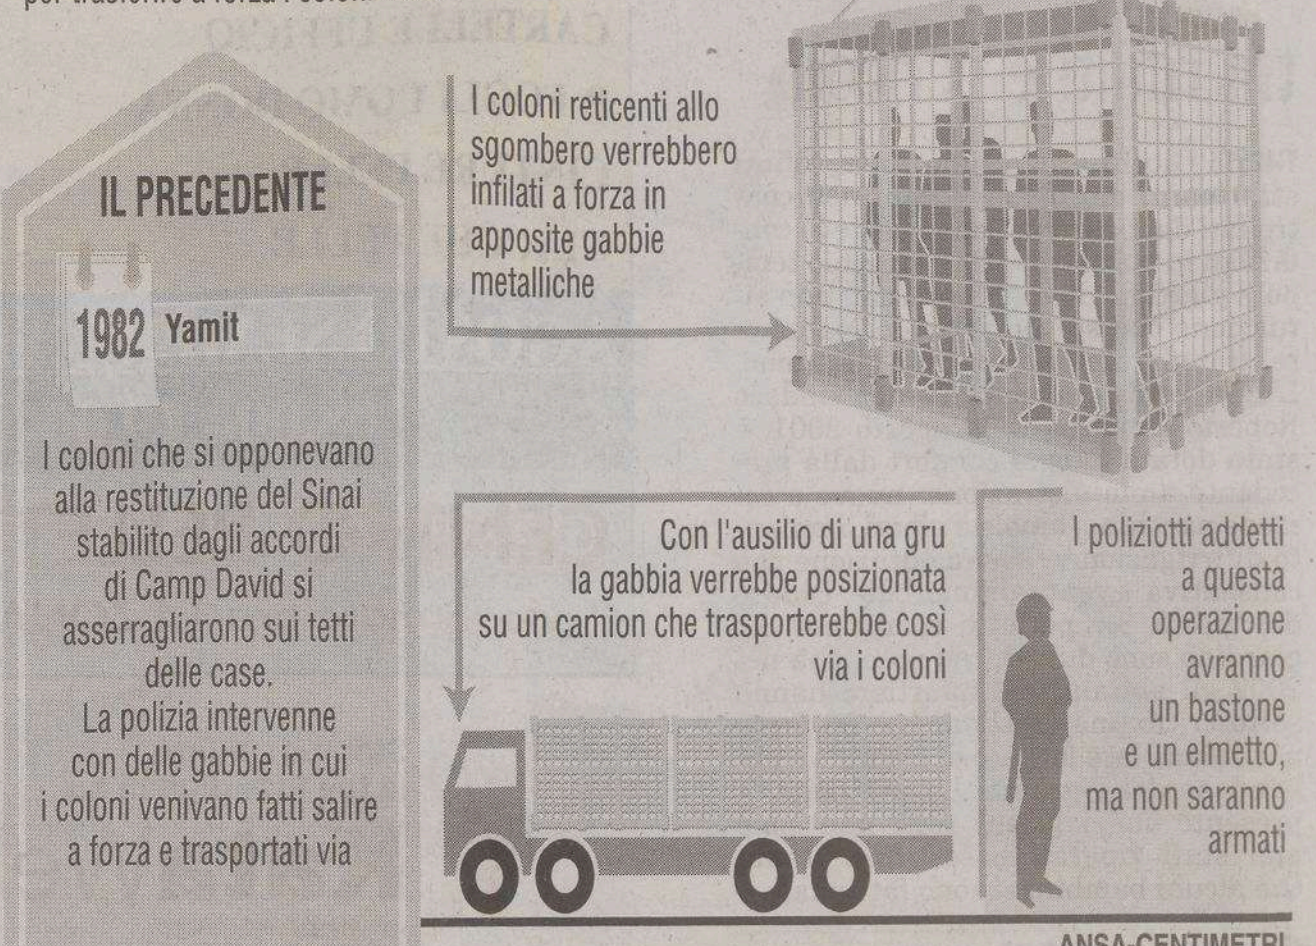 per trasferire a forza i coloni
IL PRECEDENTE
1982 Yamit
I coloni che si opponevano
alla restituzione del Sinai
stabilito dagli accordi
di Camp David si
asserragliarono sui tetti
delle case.
La polizia intervenne
con delle gabbie in cui
i coloni venivano fatti salire
a forza e trasportati via
I coloni reticenti allo
sgombero verrebbero
infilati a forza in
apposite gabbie
metalliche
Con l'ausilio di una gru
la gabbia verrebbe posizionata
su un camion che trasporterebbe così
via i coloni
I poliziotti addetti
a questa
operazione
avranno
un bastone
e un elmetto,
ma non saranno
armati
ANSA-CENTIMETRI